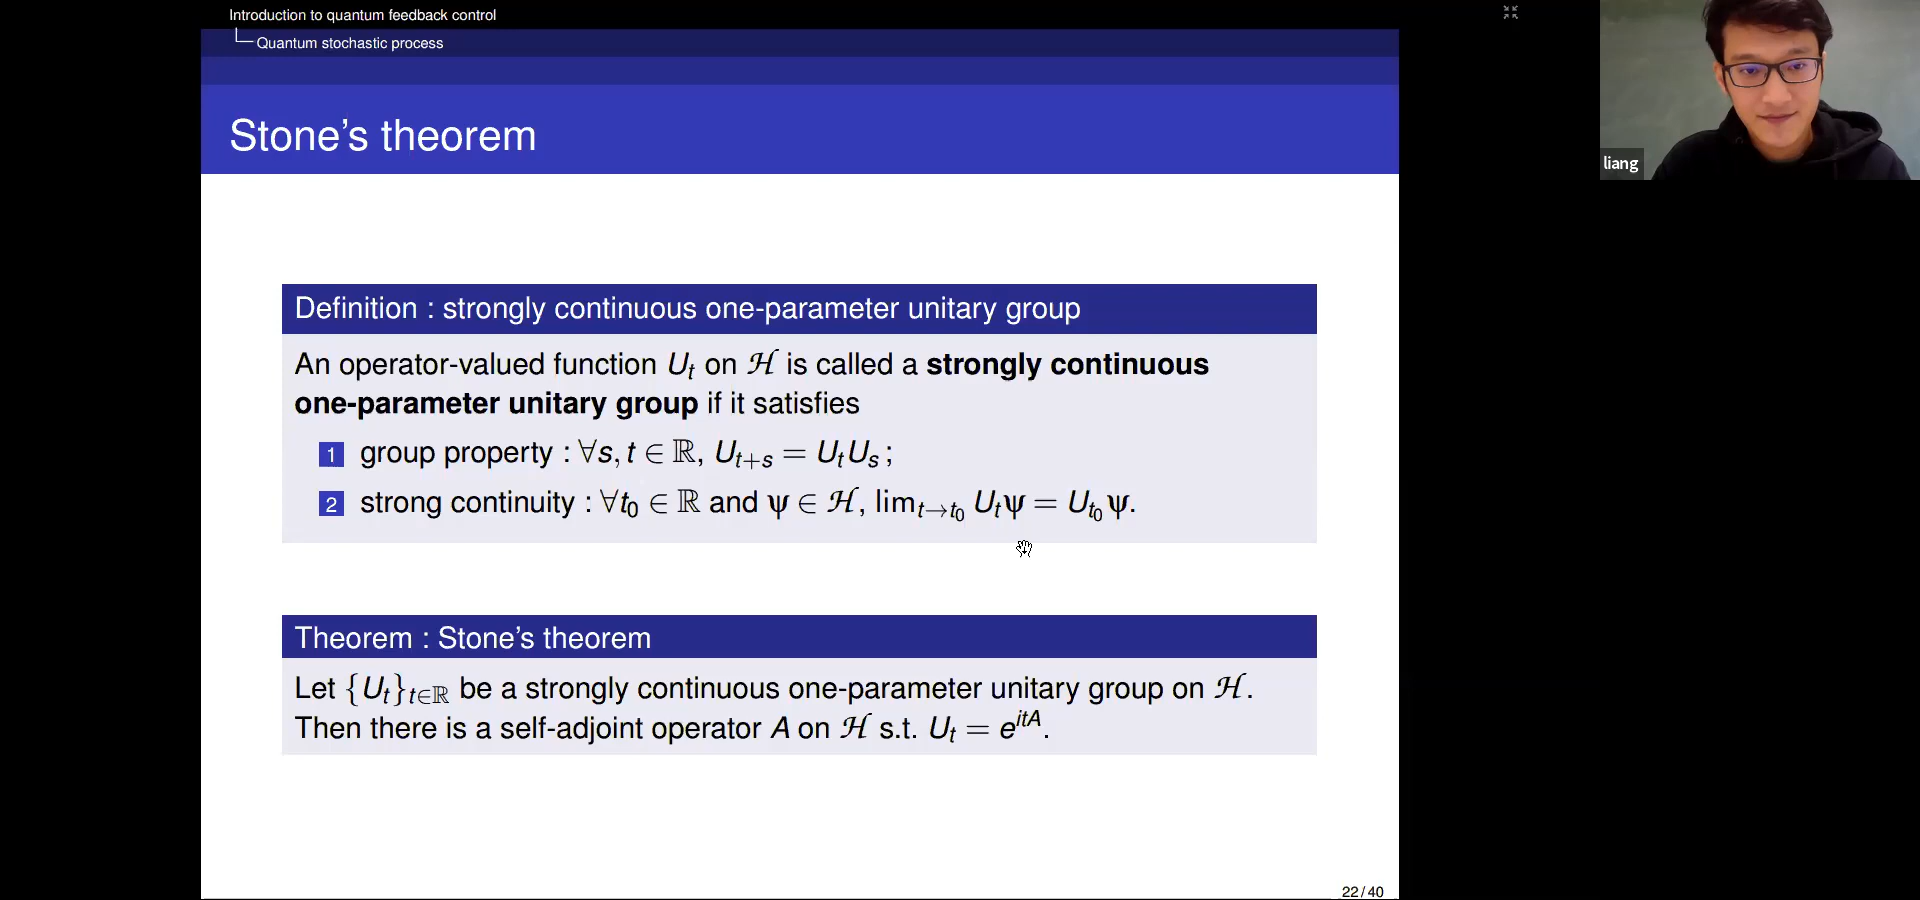 Introduction to quantum feedback control
Quantum stochastic process
Stone's theorem
Definition : strongly continuous one-parameter unitary group
An operator-valued function U_t on ℋ is called a strongly continuous
one-parameter unitary group if it satisfies
1 group property : ∀s, t ∈ ℝ, U_{t+s} = U_t U_s ;
2 strong continuity : ∀t_0 ∈ ℝ and ψ ∈ ℋ, lim_{t→t_0} U_t ψ = U_{t_0} ψ.
Theorem : Stone's theorem
Let {U_t}_{t∈ℝ} be a strongly continuous one-parameter unitary group on ℋ.
Then there is a self-adjoint operator A on ℋ s.t. U_t = e^{itA}.
22/40
liang